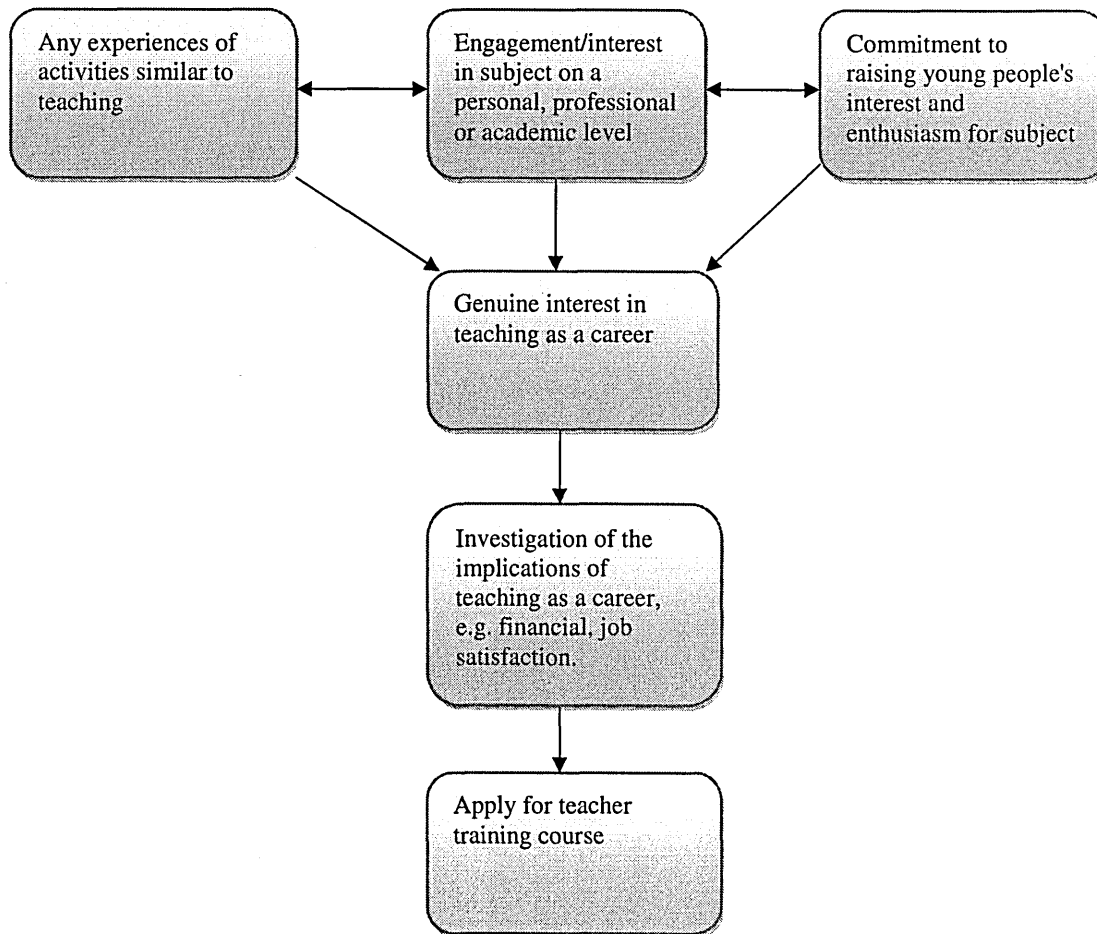 Any experiences of
activities similar to
teaching
Engagement/interest
in subject on a
personal, professional
or academic level
Commitment to
raising young people's
interest and
enthusiasm for subject
Genuine interest in
teaching as a career
Investigation of the
implications of
teaching as a career,
e.g. financial, job
satisfaction.
Apply for teacher
training course